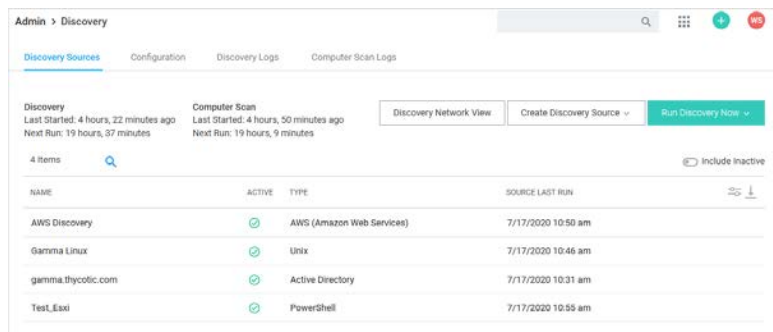 Admin > Discovery
WS
Discovery Sources Configuration Discovery Logs Computer Scan Logs
Discovery Computer Scan
Last Started: 4 hours, 22 minutes ago Last Started: 4 hours, 50 minutes ago Discovery Network View Create Discovery Source Run Discovery Now
Next Run: 19 hours, 37 minutes Next Run: 19 hours, 9 minutes
4 Items Include Inactive
NAME ACTIVE TYPE SOURCE LAST RUN
AWS Discovery AWS (Amazon Web Services) 7/17/2020 10:50 am
Gamma Linux Unix 7/17/2020 10:46 am
gamma.thycotic.com Active Directory 7/17/2020 10:31 am
Test_Esxi PowerShell 7/17/2020 10:55 am